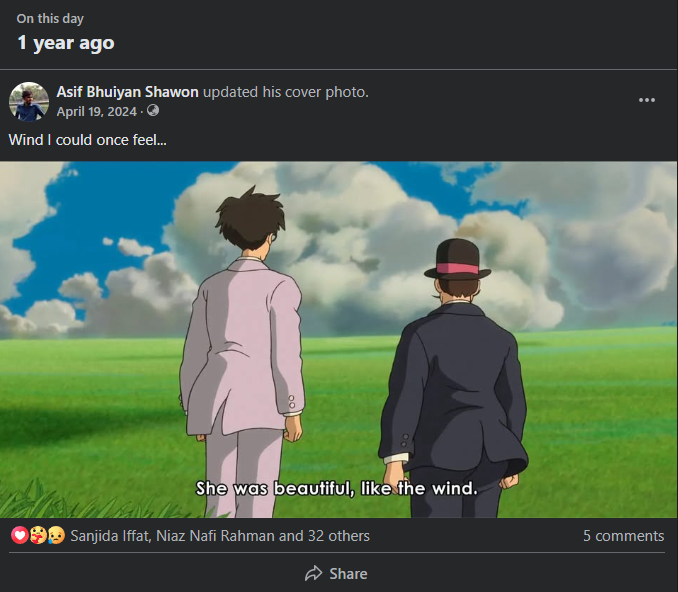 On this day
1 year ago
Asif Bhuiyan Shawon updated his cover photo.
April 19, 2024 ·
Wind I could once feel...
She was beautiful, like the wind.
Sanjida Iffat, Niaz Nafi Rahman and 32 others
5 comments
Share